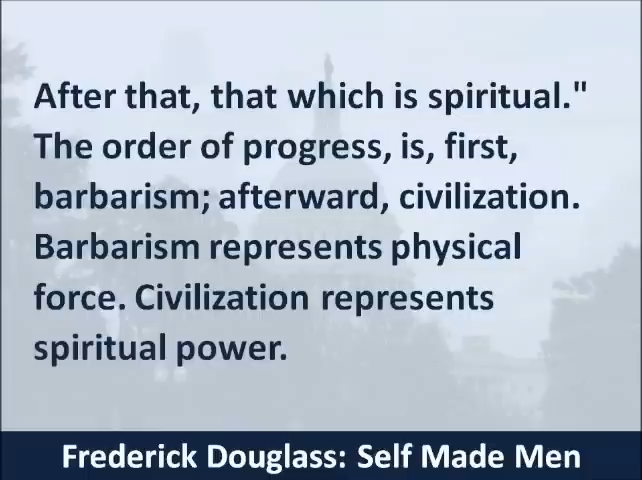 After that, that which is spiritual."
The order of progress, is, first,
barbarism; afterward, civilization.
Barbarism represents physical
force. Civilization represents
spiritual power.
Frederick Douglass: Self Made Men